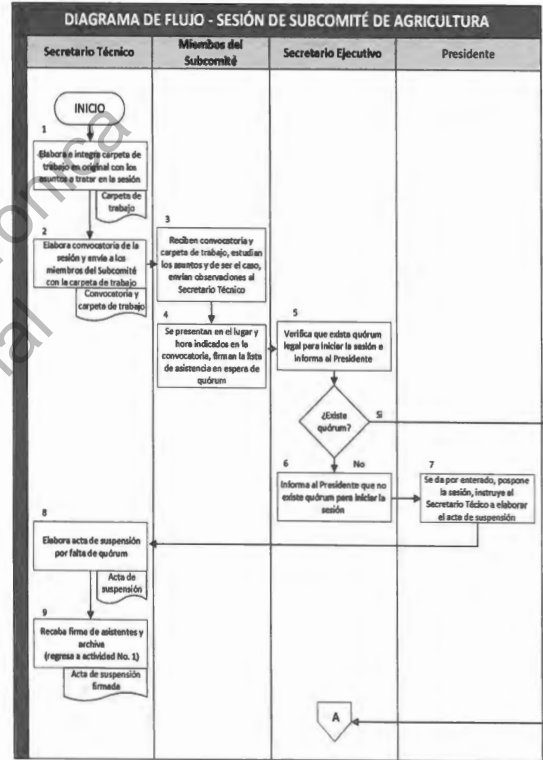 DIAGRAMA DE FLUJO - SESIÓN DE SUBCOMITÉ DE AGRICULTURA
Secretario Técnico
Miembros del
Subcomité
Secretario Ejecutivo
Presidente
INICIO
1
Elabora e integra carpeta de
trabajo en original con los
asuntos a tratar en la sesión
Carpeta de
trabajo
2
Elabora convocatoria de la
sesión y envía a los
miembros del Subcomité
con la carpeta de trabajo
Convocatoria y
carpeta de trabajo
3
Reciben convocatoria y
carpeta de trabajo, estudian
los asuntos y de ser el caso,
envían observaciones al
Secretario Técnico
4
Se presentan en el lugar y
hora indicados en la
convocatoria, firman la lista
de asistencia en espera de
quórum
5
Verifica que exista quórum
legal para iniciar la sesión e
informa al Presidente
¿Existe
quórum?
Si
No
6
Informa al Presidente que no
existe quórum para iniciar la
sesión
7
Se da por enterado, pospone
la sesión, instruye al
Secretario Técico a elaborar
el acta de suspensión
8
Elabora acta de suspensión
por falta de quórum
Acta de
suspensión
9
Recaba firma de asistentes y
archiva
(regresa a actividad No. 1)
Acta de suspensión
firmada
A